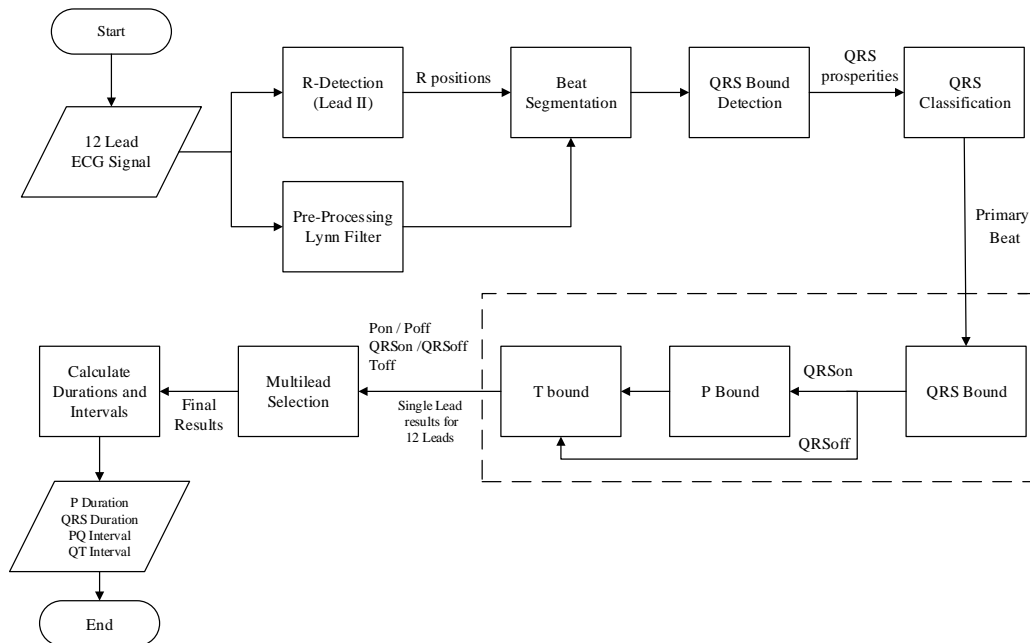 Start
12 Lead
ECG Signal
R-Detection
(Lead II)
R positions
Pre-Processing
Lynn Filter
Beat
Segmentation
QRS Bound
Detection
QRS
prosperities
QRS
Classification
Primary
Beat
QRS Bound
QRSon
QRSoff
P Bound
T bound
Pon / Poff
QRSon /QRSoff
Toff
Single Lead
results for
12 Leads
Multilead
Selection
Final
Results
Calculate
Durations and
Intervals
P Duration
QRS Duration
PQ Interval
QT Interval
End